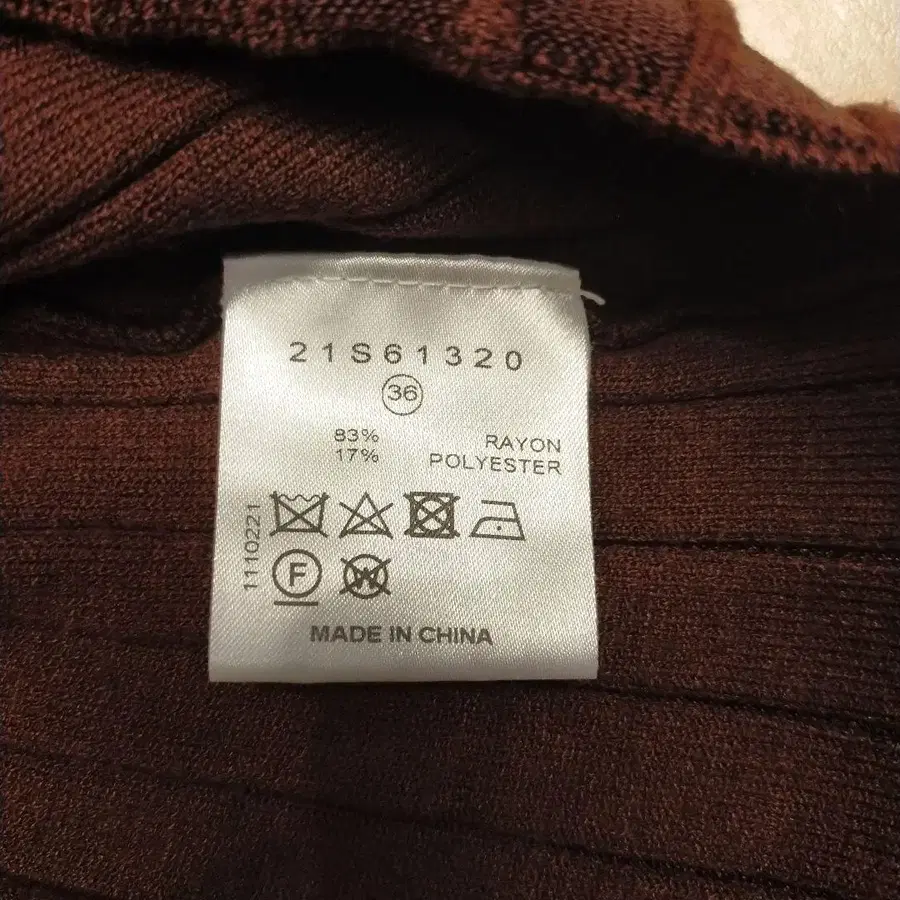 21S61320
36
83% RAYON
17% POLYESTER
1110221
F
W
MADE IN CHINA